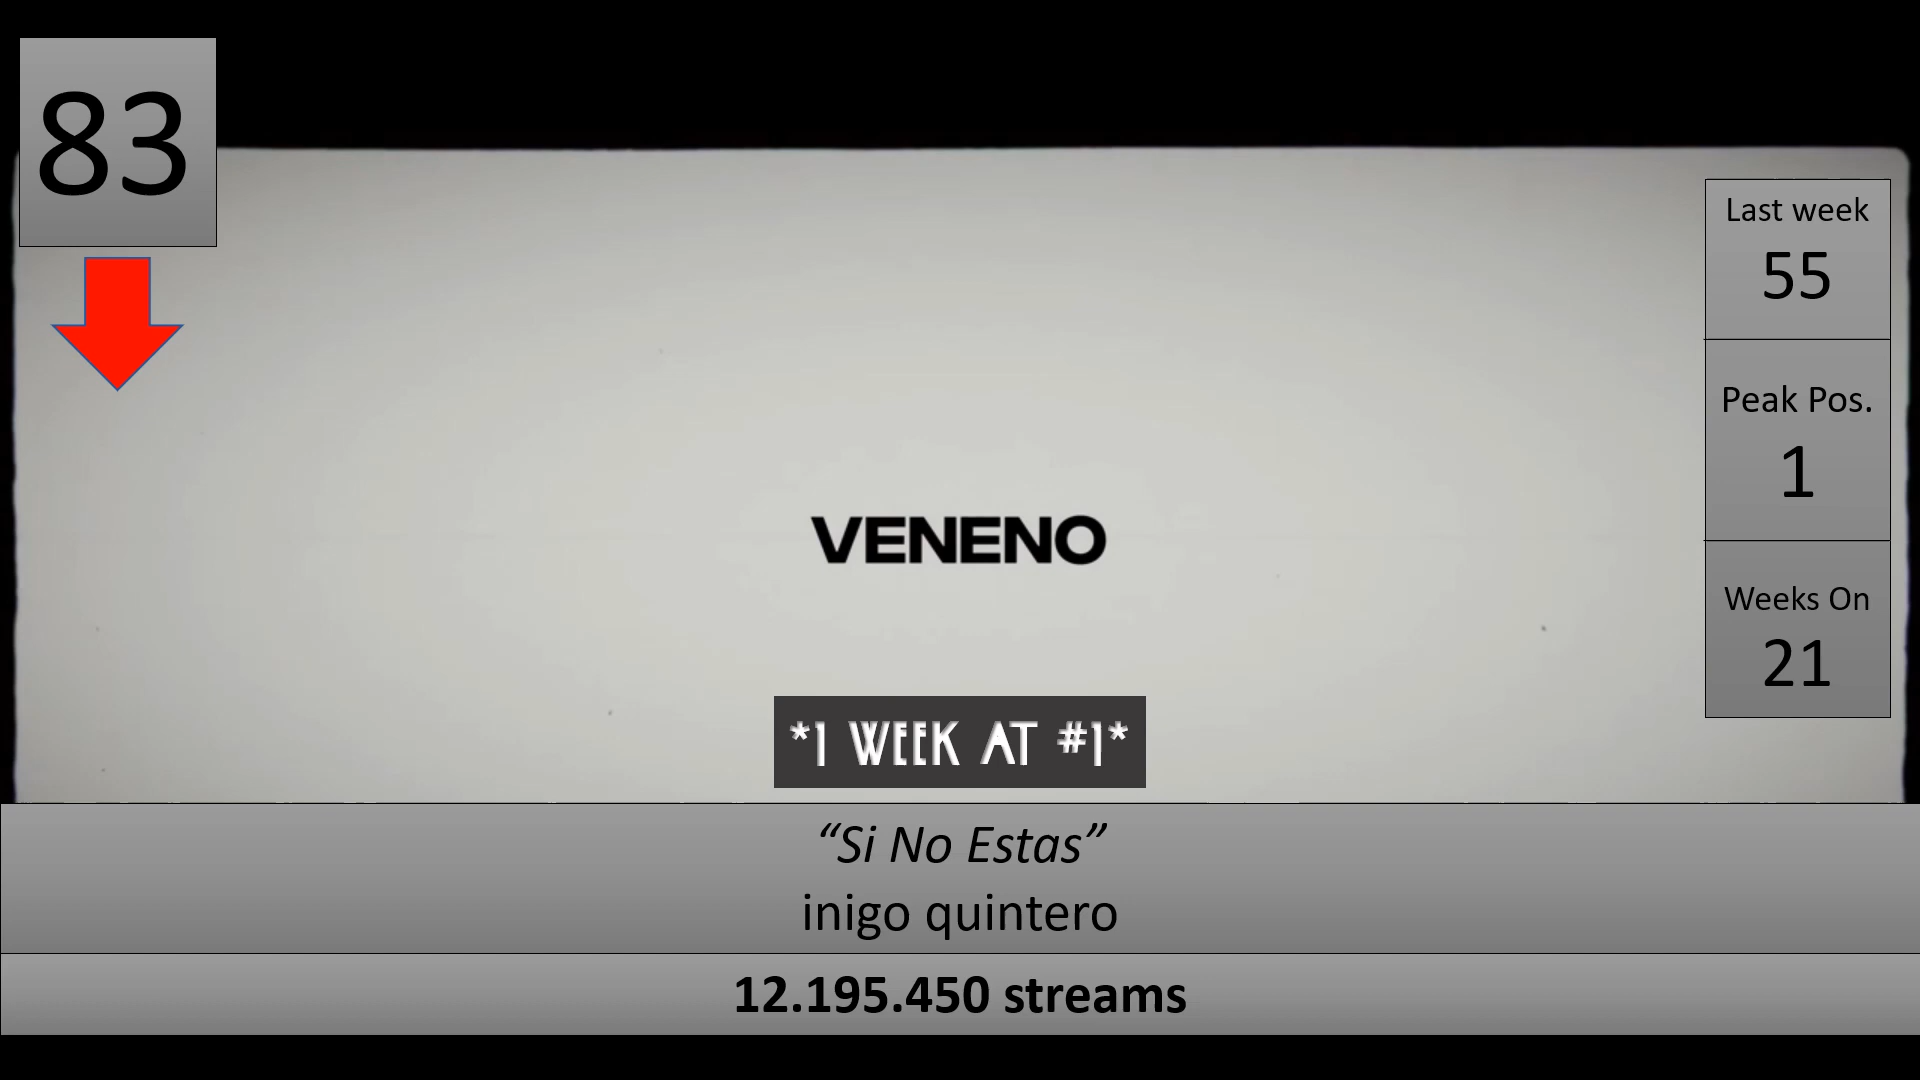 83
Last week
55
Peak Pos.
1
VENENO
Weeks On
21
*1 WEEK AT #1*
“Si No Estas”
inigo quintero
12.195.450 streams